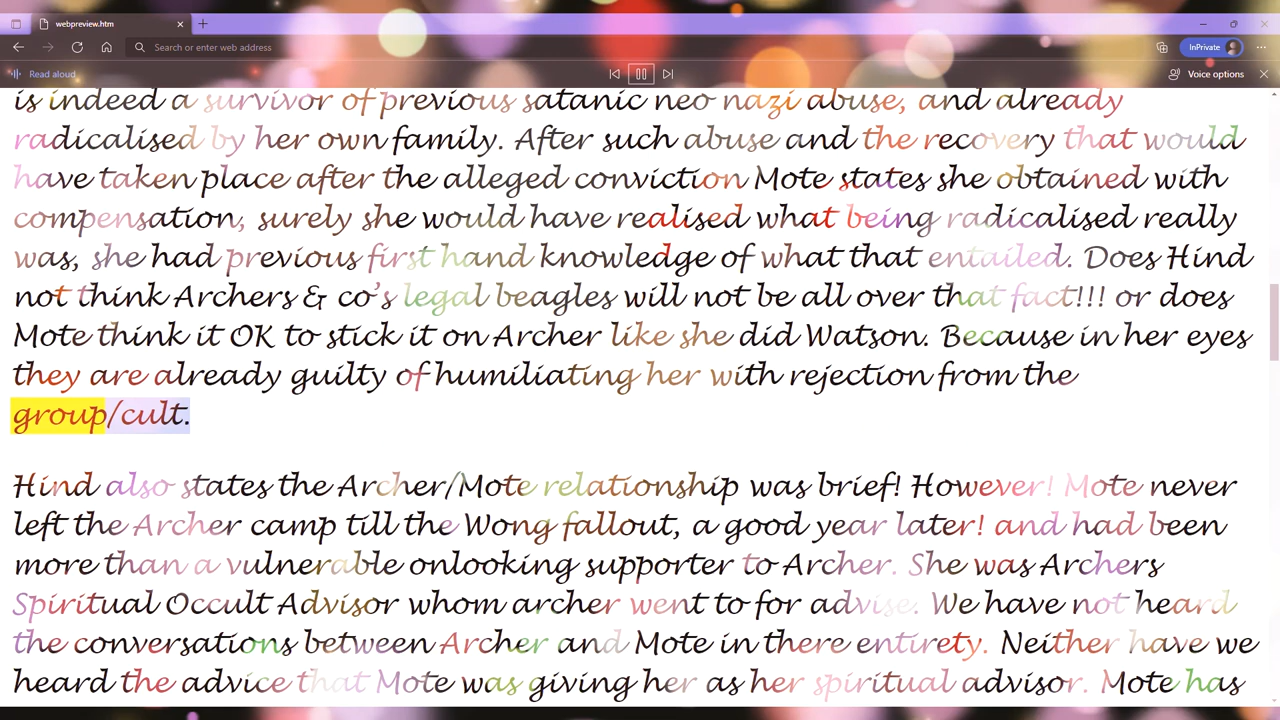 webpreview.htm
Search or enter web address
InPrivate
Read aloud
Voice options
is indeed a survivor of previous satanic neo nazi abuse, and already
radicalised by her own family. After such abuse and the recovery that would
have taken place after the alleged conviction Mote states she obtained with
compensation, surely she would have realised what being radicalised really
was, she had previous first hand knowledge of what that entailed. Does Hind
not think Archers & co's legal beagles will not be all over that fact!!! or does
Mote think it OK to stick it on Archer like she did Watson. Because in her eyes
they are already guilty of humiliating her with rejection from the
group/cult.
Hind also states the Archer/Mote relationship was brief! However! Mote never
left the Archer camp till the Wong fallout, a good year later! and had been
more than a vulnerable onlooking supporter to Archer. She was Archers
Spiritual Occult Advisor whom archer went to for advise. We have not heard
the conversations between Archer and Mote in there entirety. Neither have we
heard the advice that Mote was giving her as her spiritual advisor. Mote has